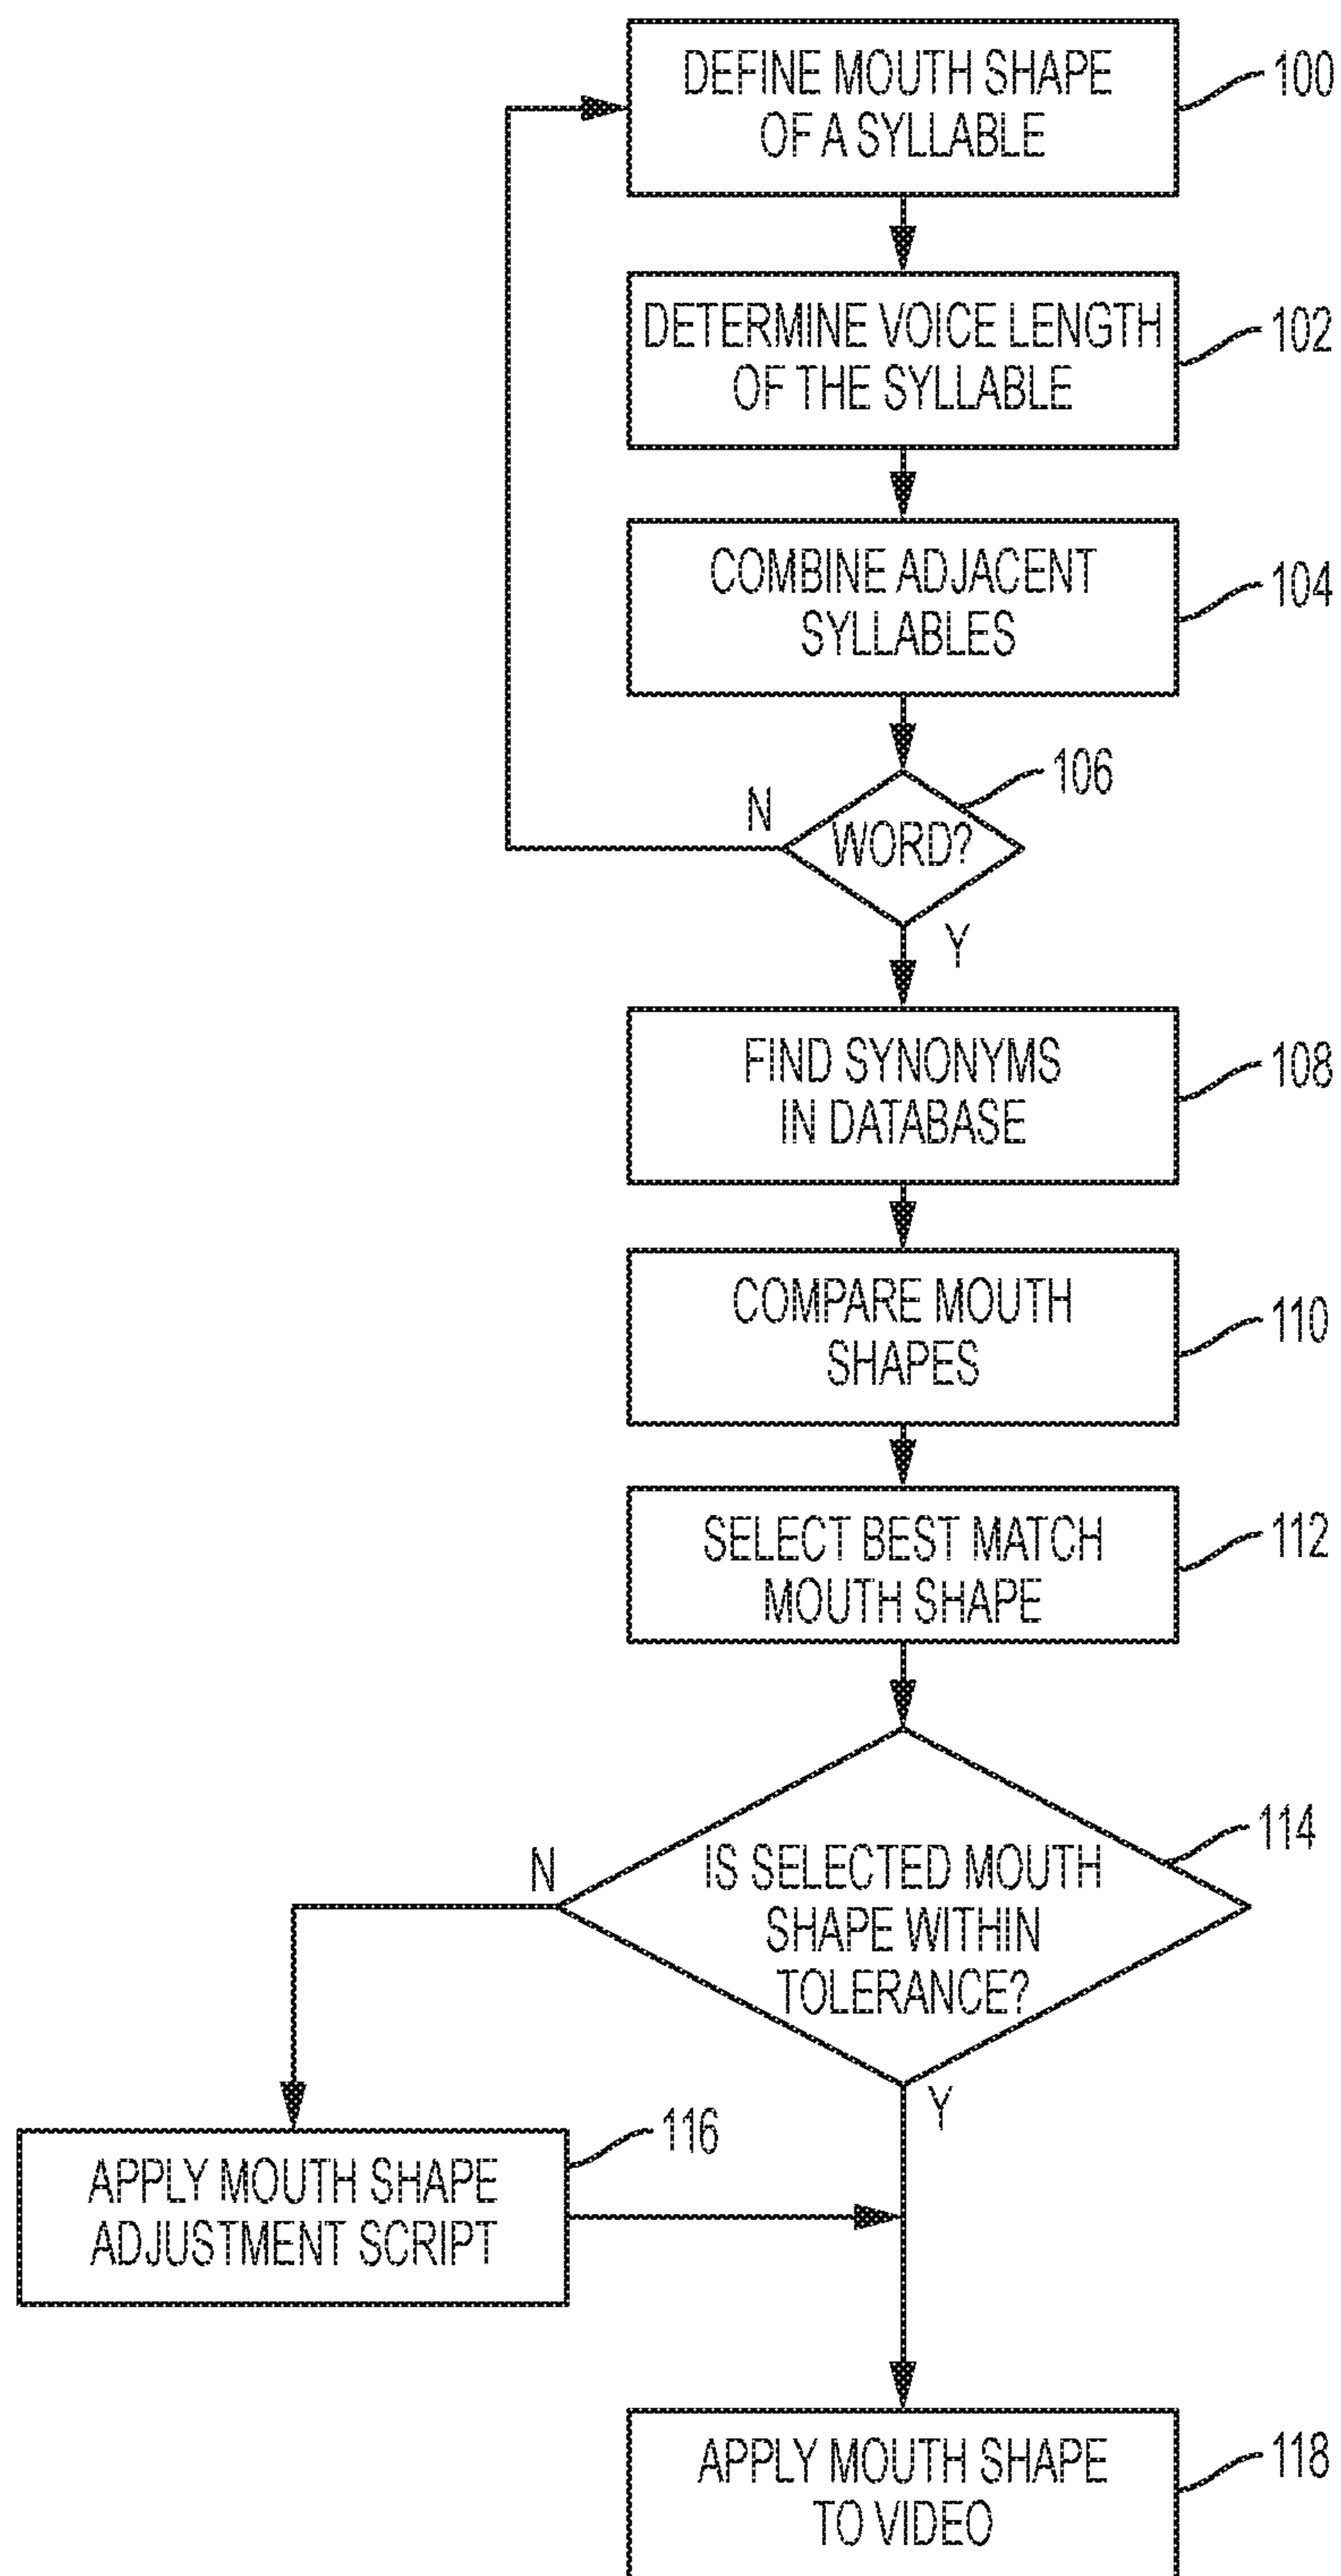 DEFINE MOUTH SHAPE
OF A SYLLABLE
100
DETERMINE VOICE LENGTH
OF THE SYLLABLE
102
COMBINE ADJACENT
SYLLABLES
104
106
N
WORD?
Y
FIND SYNONYMS
IN DATABASE
108
COMPARE MOUTH
SHAPES
110
SELECT BEST MATCH
MOUTH SHAPE
112
114
N
IS SELECTED MOUTH
SHAPE WITHIN
TOLERANCE?
Y
116
APPLY MOUTH SHAPE
ADJUSTMENT SCRIPT
APPLY MOUTH SHAPE
TO VIDEO
118